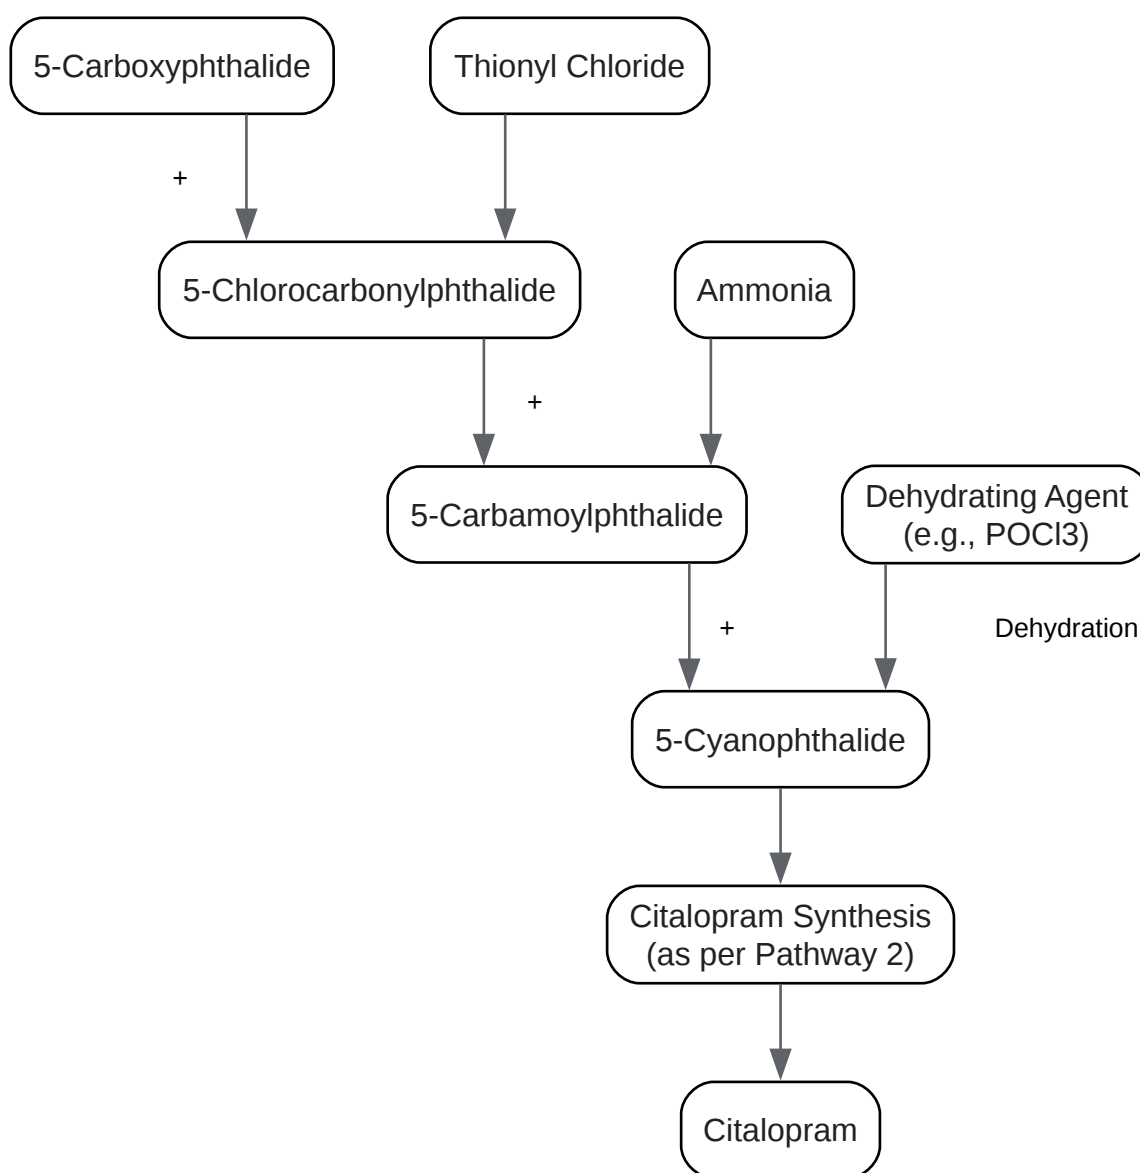 5-Carboxyphthalide
Thionyl Chloride
+
5-Chlorocarbonylphthalide
Ammonia
+
5-Carbamoylphthalide
Dehydrating Agent
(e.g., POCl3)
+
Dehydration
5-Cyanophthalide
Citalopram Synthesis
(as per Pathway 2)
Citalopram